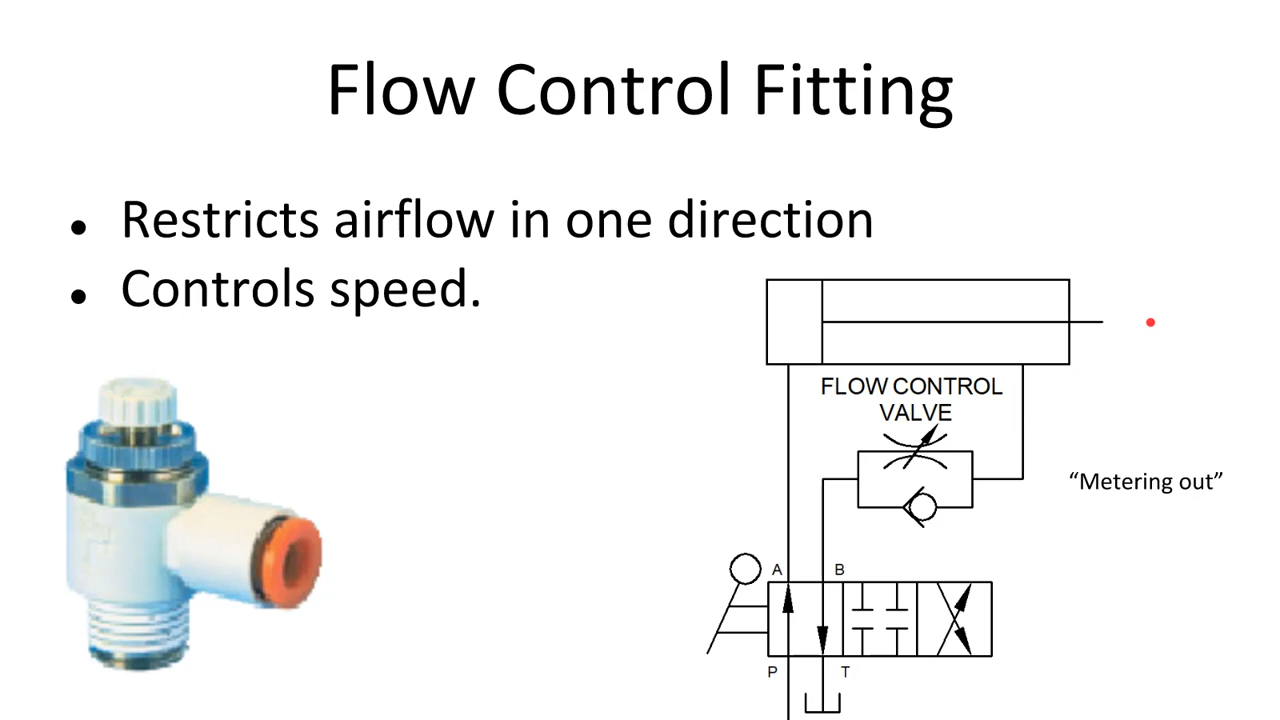 Flow Control Fitting
● Restricts airflow in one direction
● Controls speed.
FLOW CONTROL
VALVE
“Metering out”
A
B
P
T